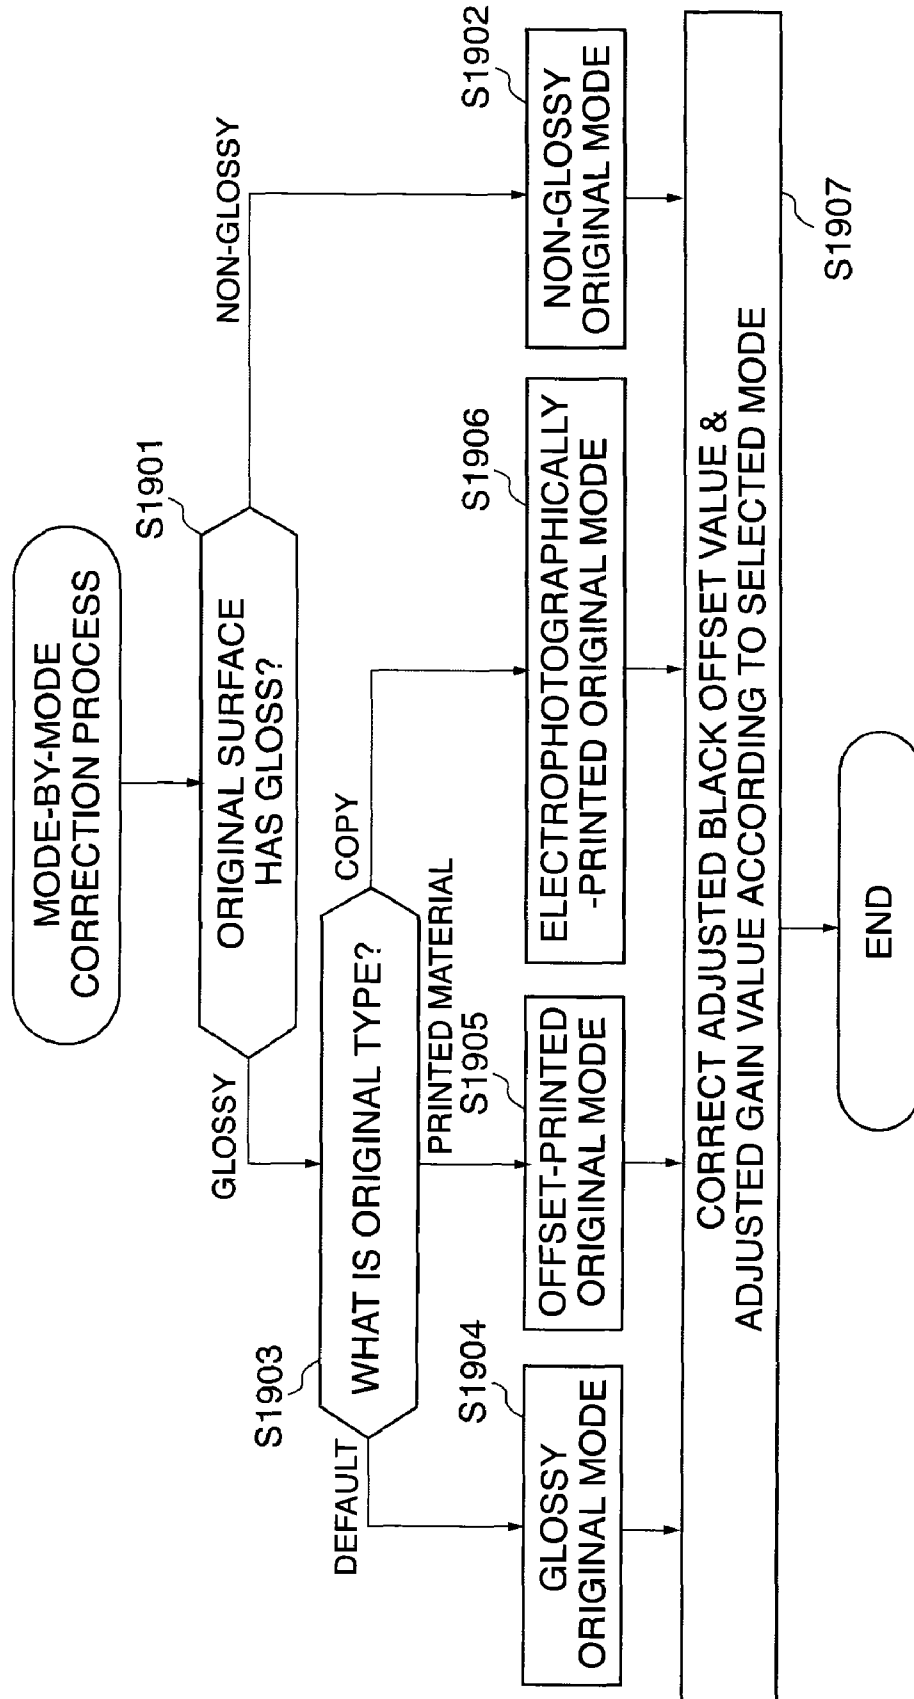 MODE-BY-MODE
CORRECTION PROCESS
S1901
ORIGINAL SURFACE
HAS GLOSS?
GLOSSY
NON-GLOSSY
S1903
WHAT IS ORIGINAL TYPE?
DEFAULT
PRINTED MATERIAL
COPY
S1904
GLOSSY
ORIGINAL MODE
S1905
OFFSET-PRINTED
ORIGINAL MODE
S1906
ELECTROPHOTOGRAPHICALLY
-PRINTED ORIGINAL MODE
S1902
NON-GLOSSY
ORIGINAL MODE
CORRECT ADJUSTED BLACK OFFSET VALUE &
ADJUSTED GAIN VALUE ACCORDING TO SELECTED MODE
S1907
END